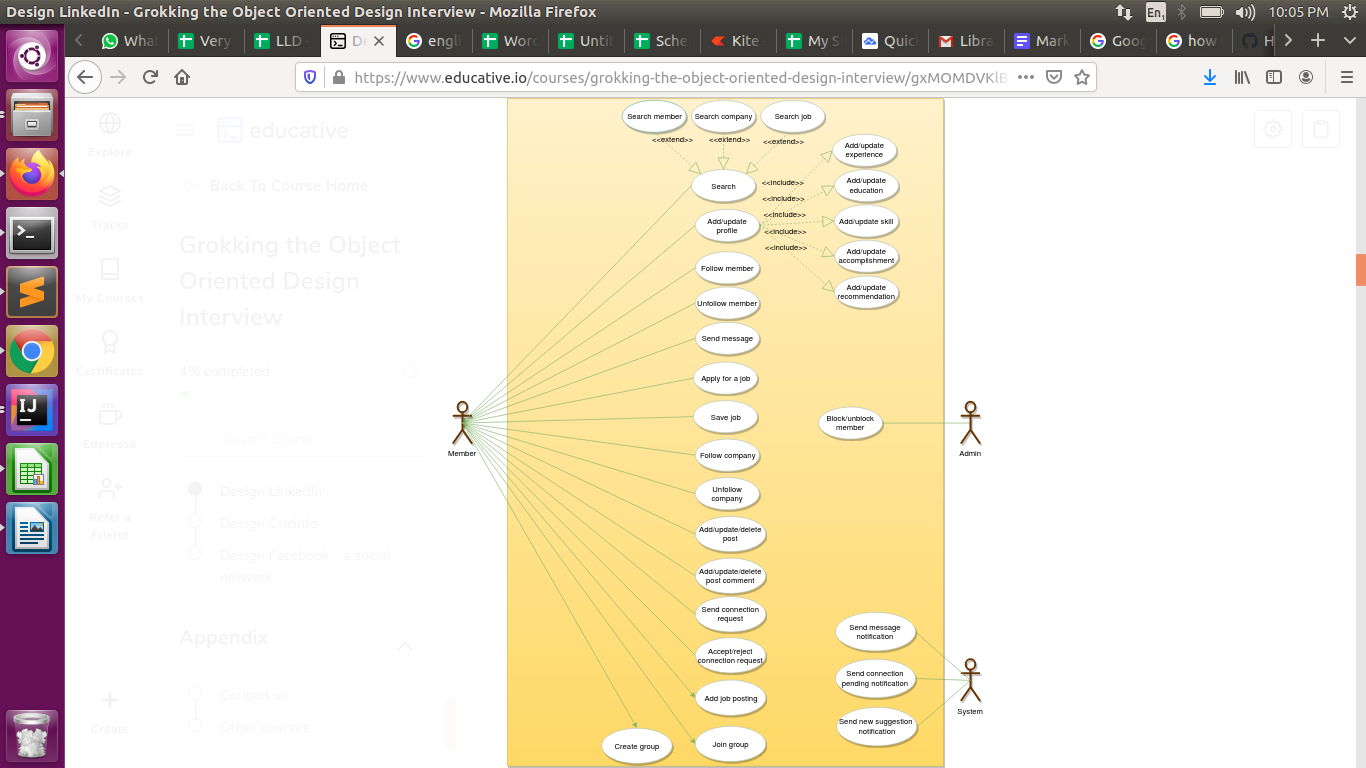 Design LinkedIn - Grokking the Object Oriented Design Interview - Mozilla Firefox
En1
10:05 PM
What
Very
LLD -
De
engli
Word
Untit
Sche
Kite -
My S
Quic
Libra
Mark
Goog
how
H
https://www.educative.io/courses/grokking-the-object-oriented-design-interview/gxMOMDVKlB
Explore
Tracks
My Courses
Certificates
Edpresso
Refer a
Friend
Create
educative
Back To Course Home
Grokking the Object
Oriented Design
Interview
4% completed
Search Course
Design LinkedIn
Design Cricinfo
Design Facebook - a social
network
Appendix
Contact us
Other courses
Search member
Search company
Search job
<<extend>>
<<extend>>
<<extend>>
Search
Add/update
profile
<<include>>
<<include>>
<<include>>
<<include>>
<<include>>
Add/update
experience
Add/update
education
Add/update skill
Add/update
accomplishment
Add/update
recommendation
Follow member
Unfollow member
Send message
Apply for a job
Save job
Follow company
Unfollow
company
Add/update/delete
post
Add/update/delete
post comment
Send connection
request
Accept/reject
connection request
Add job posting
Join group
Create group
Member
Block/unblock
member
Admin
Send message
notification
Send connection
pending notification
Send new suggestion
notification
System